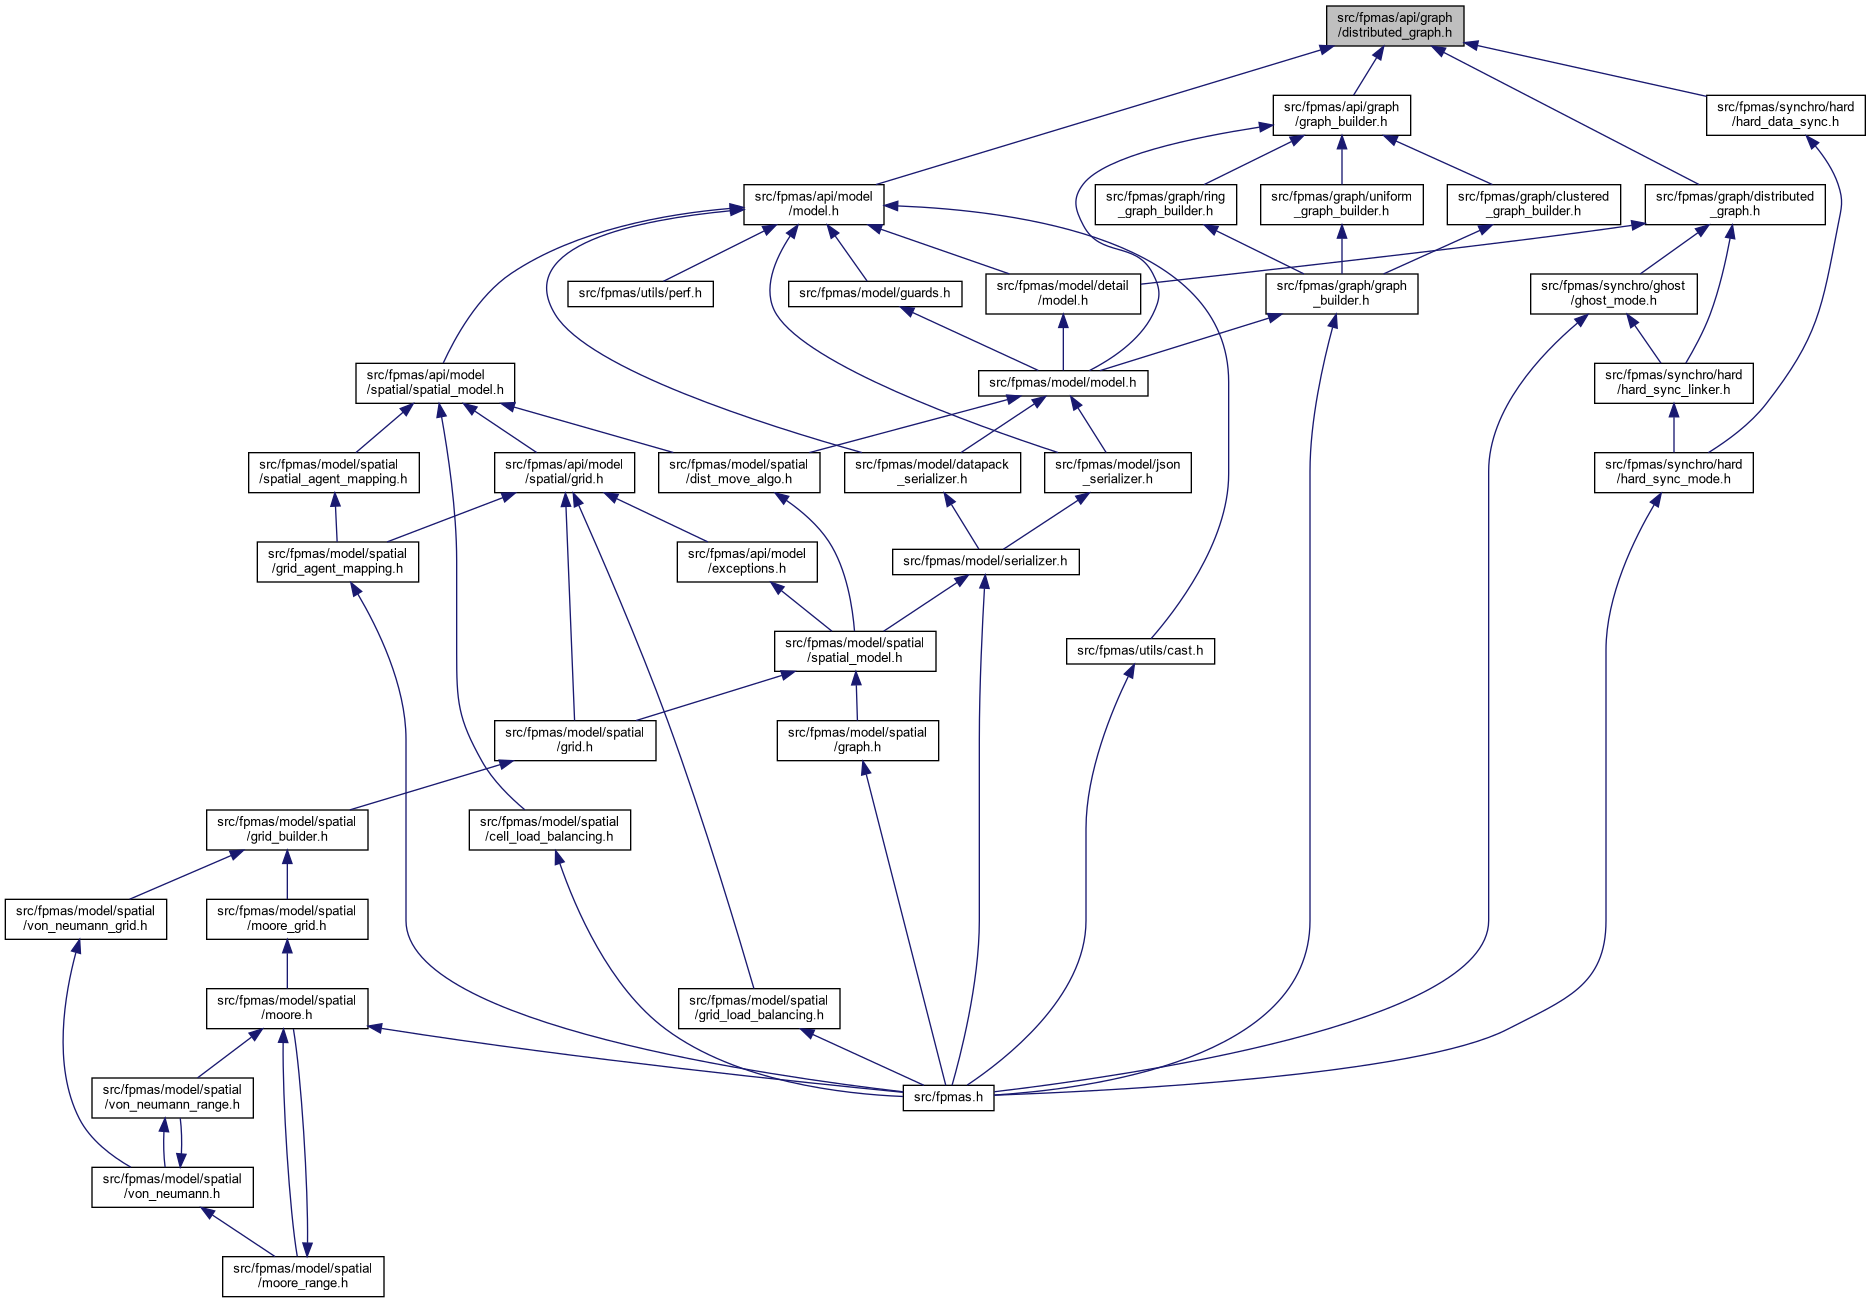 src/fpmas/api/graph
/distributed_graph.h
src/fpmas/api/graph
/graph_builder.h
src/fpmas/synchro/hard
/hard_data_sync.h
src/fpmas/api/model
/model.h
src/fpmas/graph/ring
_graph_builder.h
src/fpmas/graph/uniform
_graph_builder.h
src/fpmas/graph/clustered
_graph_builder.h
src/fpmas/graph/distributed
_graph.h
src/fpmas/utils/perf.h
src/fpmas/model/guards.h
src/fpmas/model/detail
/model.h
src/fpmas/graph/graph
_builder.h
src/fpmas/synchro/ghost
/ghost_mode.h
src/fpmas/api/model
/spatial/spatial_model.h
src/fpmas/model/model.h
src/fpmas/synchro/hard
/hard_sync_linker.h
src/fpmas/model/spatial
/spatial_agent_mapping.h
src/fpmas/api/model
/spatial/grid.h
src/fpmas/model/spatial
/dist_move_algo.h
src/fpmas/model/datapack
_serializer.h
src/fpmas/model/json
_serializer.h
src/fpmas/synchro/hard
/hard_sync_mode.h
src/fpmas/model/spatial
/grid_agent_mapping.h
src/fpmas/api/model
/exceptions.h
src/fpmas/model/serializer.h
src/fpmas/model/spatial
/spatial_model.h
src/fpmas/utils/cast.h
src/fpmas/model/spatial
/grid.h
src/fpmas/model/spatial
/graph.h
src/fpmas/model/spatial
/grid_builder.h
src/fpmas/model/spatial
/cell_load_balancing.h
src/fpmas/model/spatial
/von_neumann_grid.h
src/fpmas/model/spatial
/moore_grid.h
src/fpmas/model/spatial
/moore.h
src/fpmas/model/spatial
/grid_load_balancing.h
src/fpmas/model/spatial
/von_neumann_range.h
src/fpmas.h
src/fpmas/model/spatial
/von_neumann.h
src/fpmas/model/spatial
/moore_range.h